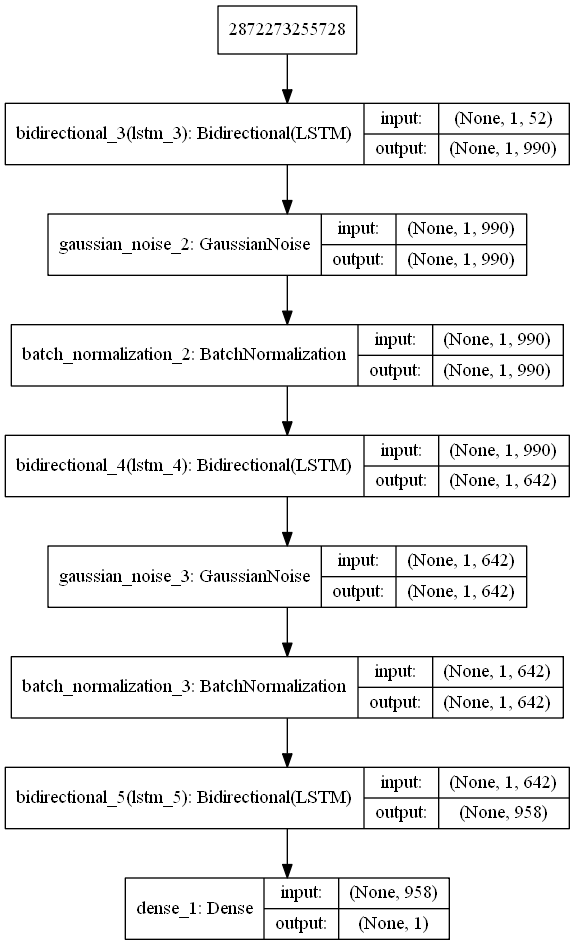 2872273255728
bidirectional_3(lstm_3): Bidirectional(LSTM)
input: (None, 1, 52)
output: (None, 1, 990)
gaussian_noise_2: GaussianNoise
input: (None, 1, 990)
output: (None, 1, 990)
batch_normalization_2: BatchNormalization
input: (None, 1, 990)
output: (None, 1, 990)
bidirectional_4(lstm_4): Bidirectional(LSTM)
input: (None, 1, 990)
output: (None, 1, 642)
gaussian_noise_3: GaussianNoise
input: (None, 1, 642)
output: (None, 1, 642)
batch_normalization_3: BatchNormalization
input: (None, 1, 642)
output: (None, 1, 642)
bidirectional_5(lstm_5): Bidirectional(LSTM)
input: (None, 1, 642)
output: (None, 958)
dense_1: Dense
input: (None, 958)
output: (None, 1)